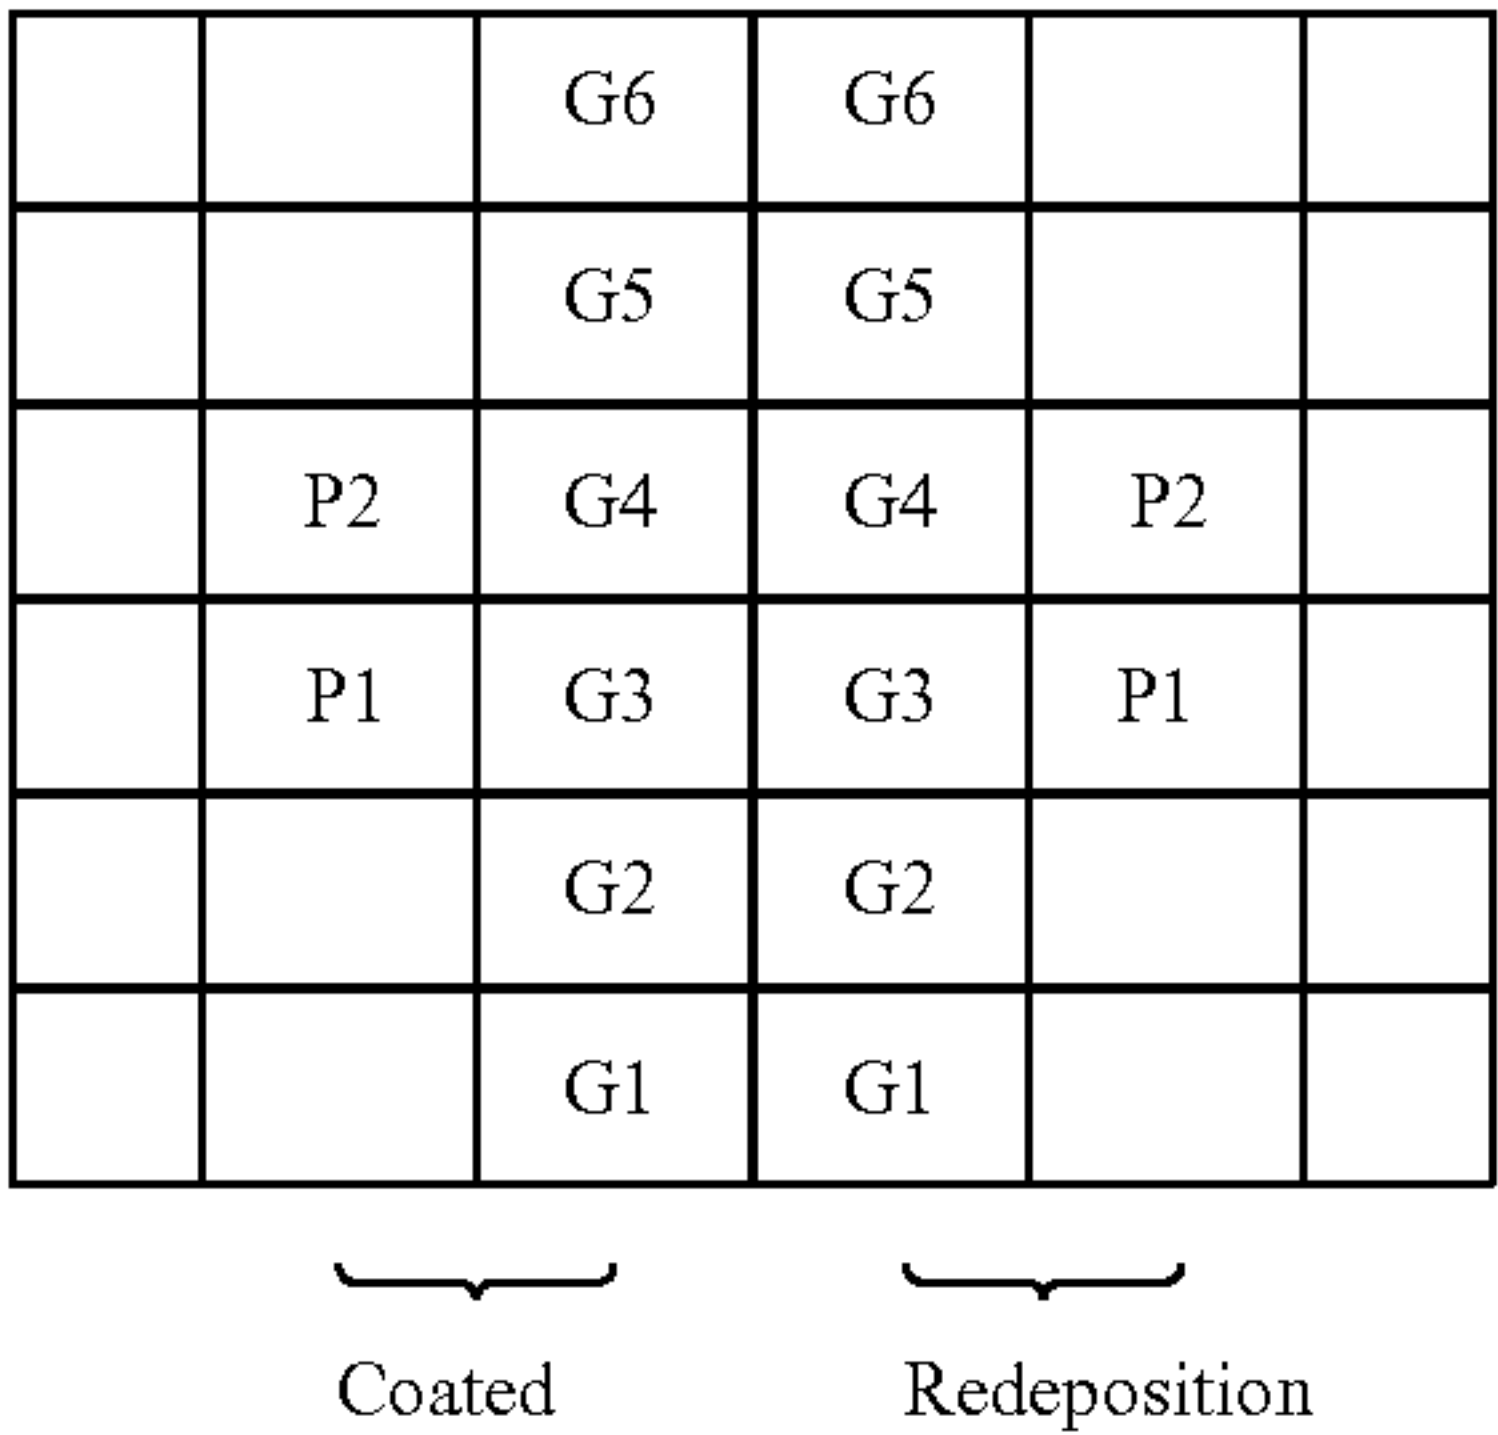 G6 G6
G5 G5
P2 G4 G4 P2
P1 G3 G3 P1
G2 G2
G1 G1
Coated Redeposition